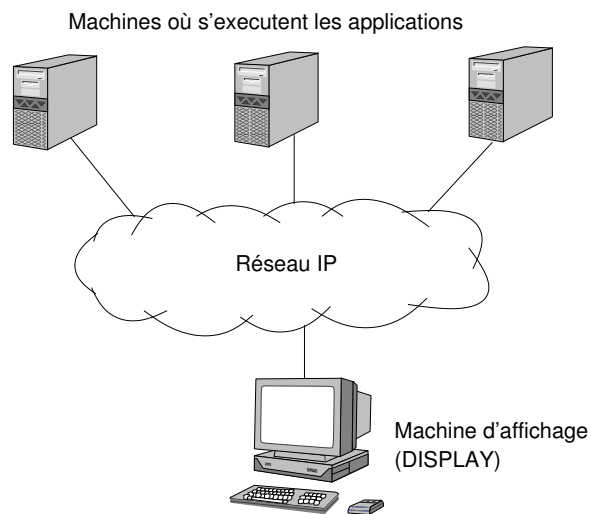 Machines où s'executent les applications
Réseau IP
Machine d'affichage
(DISPLAY)